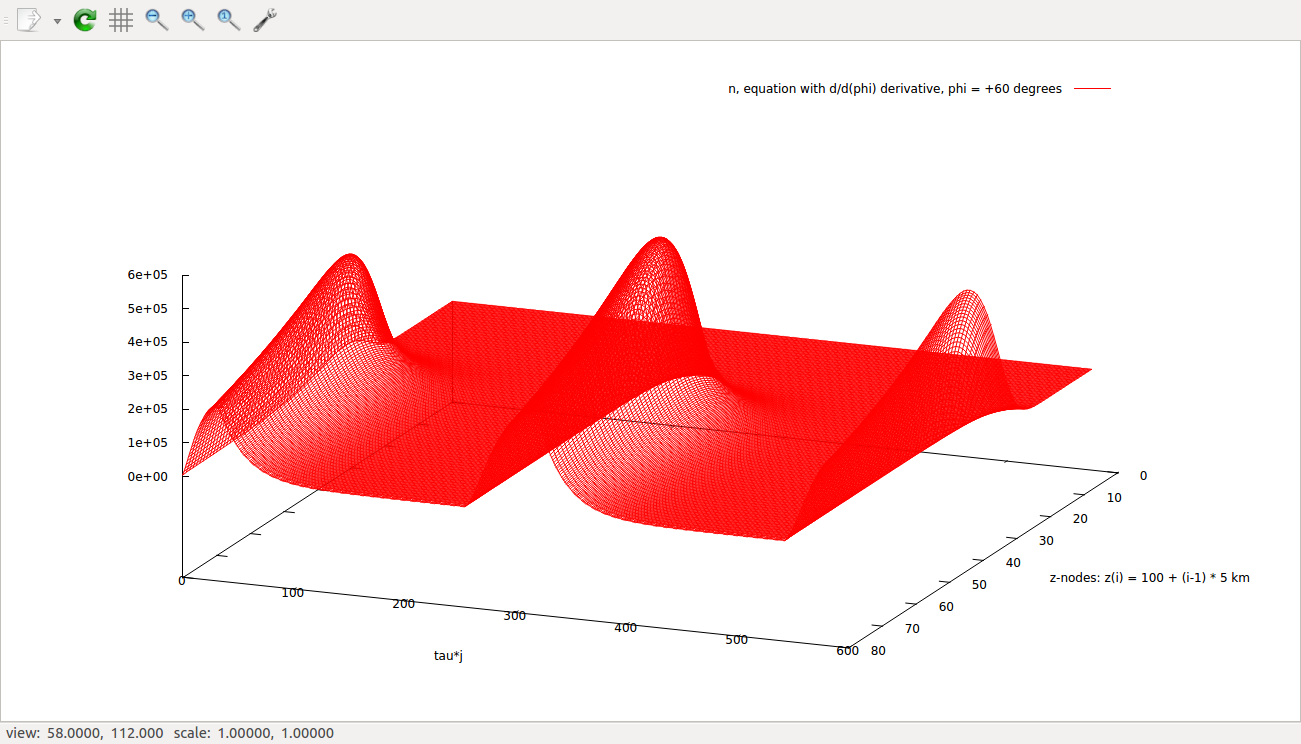 n, equation with d/d(phi) derivative, phi = +60 degrees
6e+05
5e+05
4e+05
3e+05
2e+05
1e+05
0e+00
0
100
200
300
400
500
600
0
10
20
30
40
50
60
70
80
z-nodes: z(i) = 100 + (i-1) * 5 km
tau*j
view: 58.0000, 112.000 scale: 1.00000, 1.00000